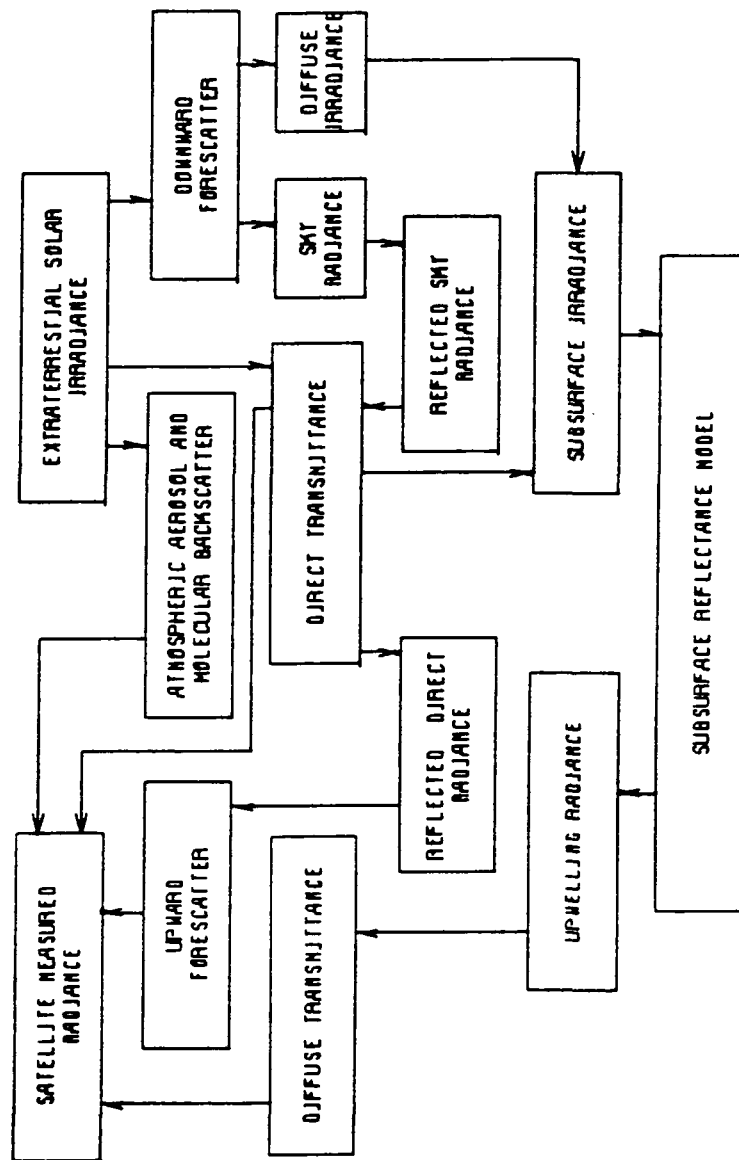 SATELLITE MEASURED
RADIANCE
EXTRATERRESTIAL SOLAR
IRRADIANCE
UPWARD
FORESCATTER
ATMOSPHERIC AEROSOL AND
MOLECULAR BACKSCATTER
DOWNWARD
FORESCATTER
DIFFUSE TRANSMITTANCE
DIRECT TRANSMITTANCE
SKY
RADIANCE
DIFFUSE
IRRADIANCE
REFLECTED DIRECT
RADIANCE
REFLECTED SKY
RADIANCE
UPWELLING RADIANCE
SUBSURFACE IRRADIANCE
SUBSURFACE REFLECTANCE MODEL